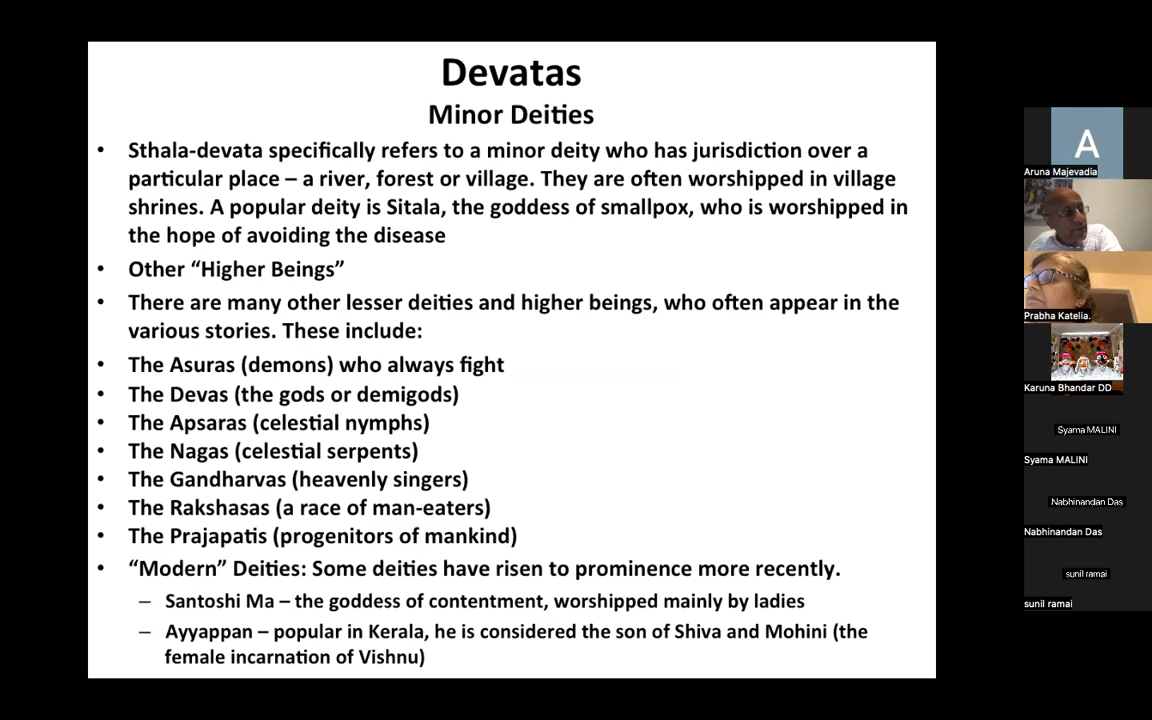 Devatas
Minor Deities
• Sthala-devata specifically refers to a minor deity who has jurisdiction over a
particular place – a river, forest or village. They are often worshipped in village
shrines. A popular deity is Sitala, the goddess of smallpox, who is worshipped in
the hope of avoiding the disease
• Other “Higher Beings”
• There are many other lesser deities and higher beings, who often appear in the
various stories. These include:
• The Asuras (demons) who always fight
• The Devas (the gods or demigods)
• The Apsaras (celestial nymphs)
• The Nagas (celestial serpents)
• The Gandharvas (heavenly singers)
• The Rakshasas (a race of man-eaters)
• The Prajapatis (progenitors of mankind)
• “Modern” Deities: Some deities have risen to prominence more recently.
– Santoshi Ma – the goddess of contentment, worshipped mainly by ladies
– Ayyappan – popular in Kerala, he is considered the son of Shiva and Mohini (the
female incarnation of Vishnu)
A
Aruna Majevadia
Prabha Katelia.
Karuna Bhandar DD
Syama MALINI
Syama MALINI
Nabhinandan Das
Nabhinandan Das
sunil ramai
sunil ramai